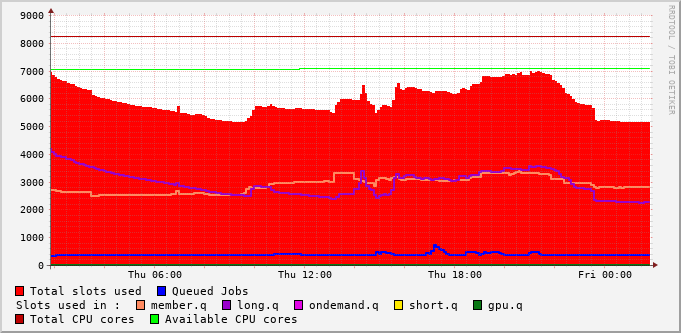 9000
8000
7000
6000
5000
4000
3000
2000
1000
0
Thu 06:00 Thu 12:00 Thu 18:00 Fri 00:00
RRDTOOL / TOBI OETIKER
Total slots used Queued Jobs
Slots used in : member.q long.q ondemand.q short.q gpu.q
Total CPU cores Available CPU cores